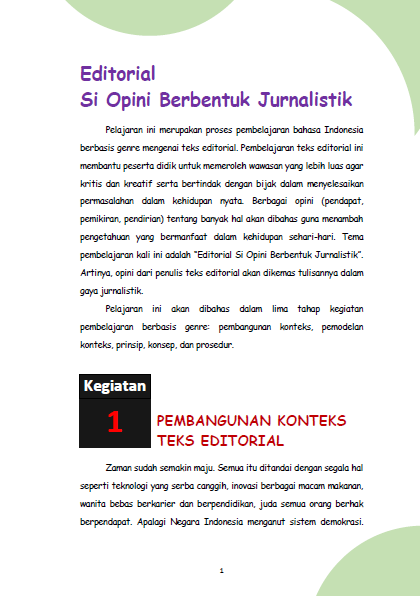 Editorial
Si Opini Berbentuk Jurnalistik
Pelajaran ini merupakan proses pembelajaran bahasa Indonesia
berbasis genre mengenai teks editorial. Pembelajaran teks editorial ini
membantu peserta didik untuk memeroleh wawasan yang lebih luas agar
kritis dan kreatif serta bertindak dengan bijak dalam menyelesaikan
permasalahan dalam kehidupan nyata. Berbagai opini (pendapat,
pemikiran, pendirian) tentang banyak hal akan dibahas guna menambah
pengetahuan yang bermanfaat dalam kehidupan sehari-hari. Tema
pembelajaran kali ini adalah “Editorial Si Opini Berbentuk Jurnalistik”.
Artinya, opini dari penulis teks editorial akan dikemas tulisannya dalam
gaya jurnalistik.
Pelajaran ini akan dibahas dalam lima tahap kegiatan
pembelajaran berbasis genre: pembangunan konteks, pemodelan
konteks, prinsip, konsep, dan prosedur.
Kegiatan
1
PEMBANGUNAN KONTEKS
TEKS EDITORIAL
Zaman sudah semakin maju. Semua itu ditandai dengan segala hal
seperti teknologi yang serba canggih, inovasi berbagai macam makanan,
wanita bebas berkarier dan berpendidikan, juda semua orang berhak
berpendapat. Apalagi Negara Indonesia menganut sistem demokrasi.
1